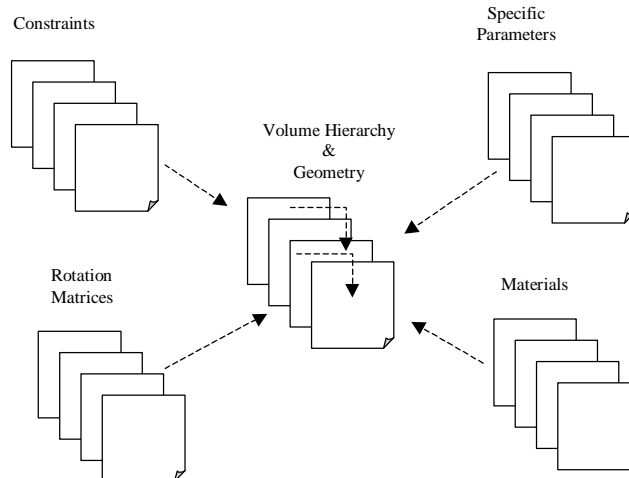 Constraints
Specific
Parameters
Volume Hierarchy
&
Geometry
Rotation
Matrices
Materials